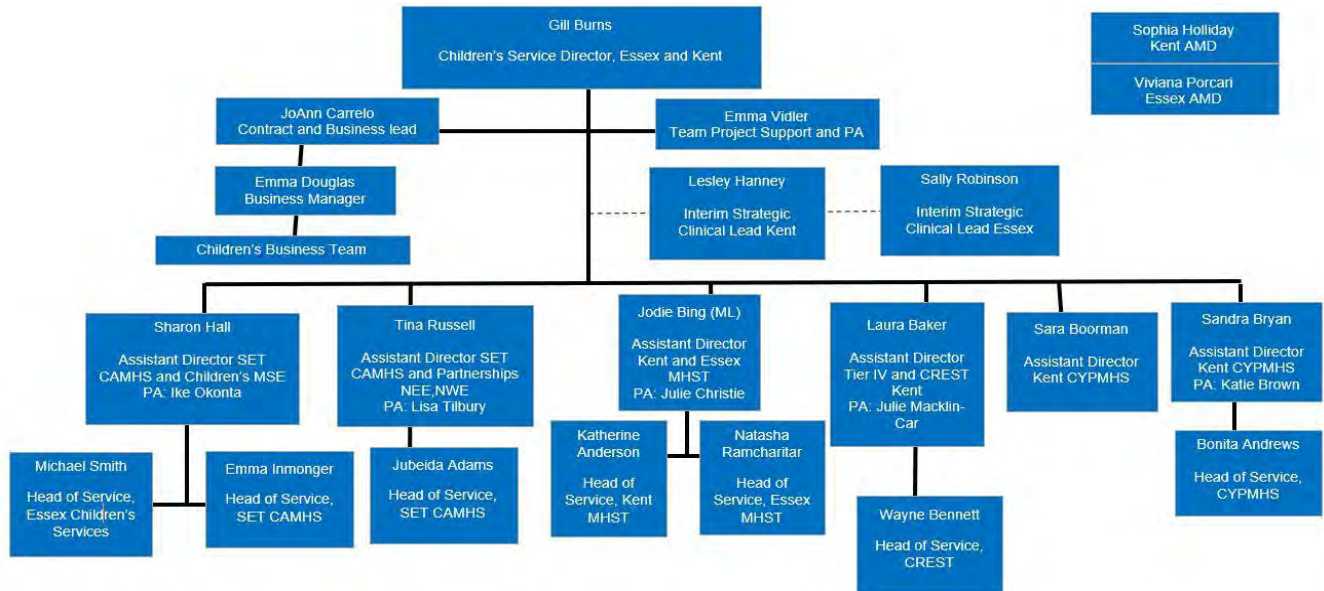 Gill Burns
Children's Service Director, Essex and Kent
Sophia Holliday
Kent AMD
Viviana Porcari
Essex AMD
JoAnn Carrelo
Contract and Business lead
Emma Vidler
Team Project Support and PA
Emma Douglas
Business Manager
Children's Business Team
Lesley Hanney
Interim Strategic
Clinical Lead Kent
Sally Robinson
Interim Strategic
Clinical Lead Essex
Sharon Hall
Assistant Director SET
CAMHS and Children's MSE
PA: Ike Okonta
Tina Russell
Assistant Director SET
CAMHS and Partnerships
NEE,NWE
PA: Lisa Tilbury
Jodie Bing (ML)
Assistant Director
Kent and Essex
MHST
PA: Julie Christie
Laura Baker
Assistant Director
Tier IV and CREST
Kent
PA: Julie Macklin-
Car
Sara Boorman
Assistant Director
Kent CYPMHS
Sandra Bryan
Assistant Director
Kent CYPMHS
PA: Katie Brown
Michael Smith
Head of Service,
Essex Children's
Services
Emma Inmonger
Head of Service,
SET CAMHS
Jubeida Adams
Head of Service,
SET CAMHS
Katherine
Anderson
Head of
Service, Kent
MHST
Natasha
Ramcharitar
Head of
Service, Essex
MHST
Wayne Bennett
Head of Service,
CREST
Bonita Andrews
Head of Service,
CYPMHS